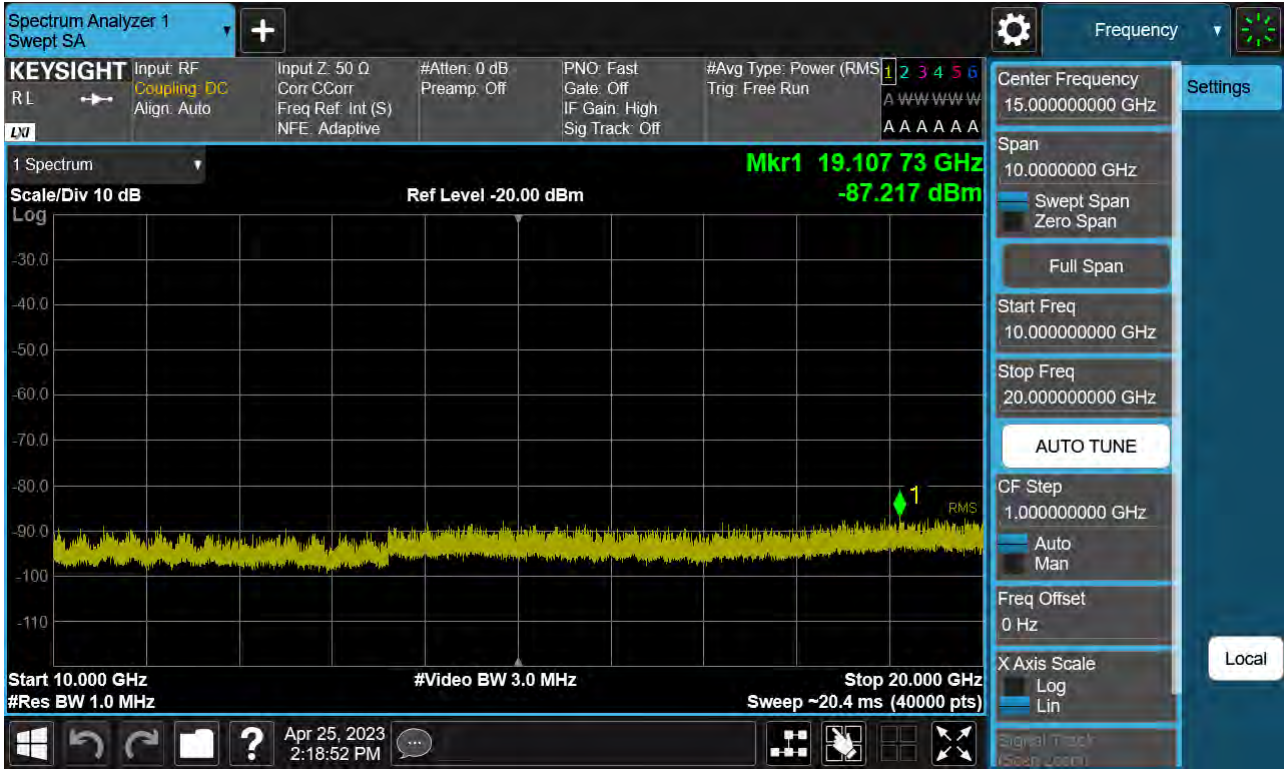 Spectrum Analyzer 1
Swept SA
Frequency
KEYSIGHT
RL
LXI
Input: RF
Coupling: DC
Align: Auto
Input Z: 50 Ω
Corr CCorr
Freq Ref: Int (S)
NFE: Adaptive
#Atten: 0 dB
Preamp: Off
PNO: Fast
Gate: Off
IF Gain: High
Sig Track: Off
#Avg Type: Power (RMS
Trig: Free Run
1 2 3 4 5 6
A W W W W W
A A A A A A
1 Spectrum
Mkr1 19.107 73 GHz
-87.217 dBm
Scale/Div 10 dB
Ref Level -20.00 dBm
Log
-30.0
-40.0
-50.0
-60.0
-70.0
-80.0
-90.0
-100
-110
1
RMS
Start 10.000 GHz
#Video BW 3.0 MHz
Stop 20.000 GHz
#Res BW 1.0 MHz
Sweep ~20.4 ms (40000 pts)
Center Frequency
15.000000000 GHz
Settings
Span
10.0000000 GHz
Swept Span
Zero Span
Full Span
Start Freq
10.000000000 GHz
Stop Freq
20.000000000 GHz
AUTO TUNE
CF Step
1.000000000 GHz
Auto
Man
Freq Offset
0 Hz
X Axis Scale
Log
Lin
Signal Track
(Span Zoom)
Local
?
Apr 25, 2023
2:18:52 PM